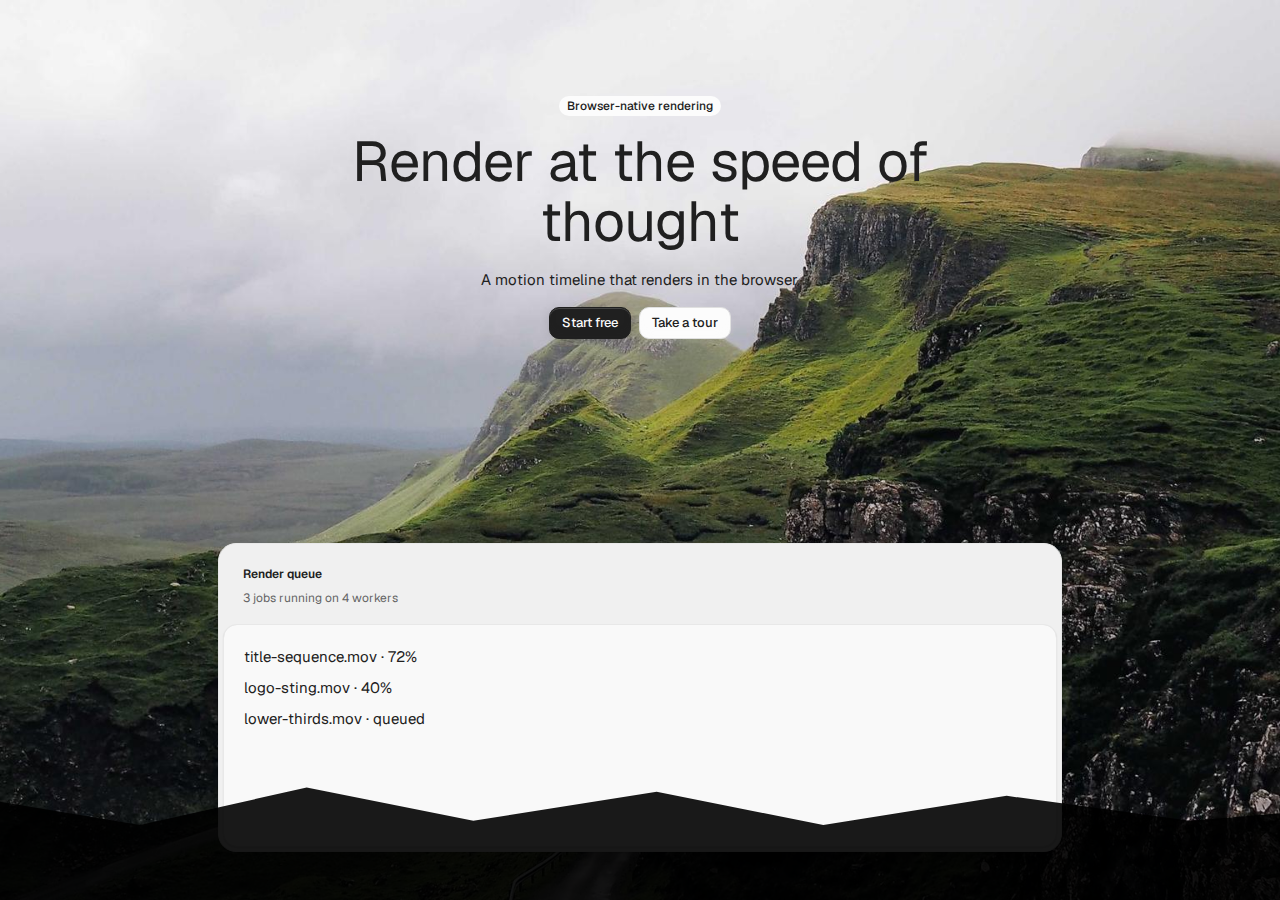 Browser-native rendering
Render at the speed of
thought
A motion timeline that renders in the browser.
Start free
Take a tour
Render queue
3 jobs running on 4 workers
title-sequence.mov · 72%
logo-sting.mov · 40%
lower-thirds.mov · queued